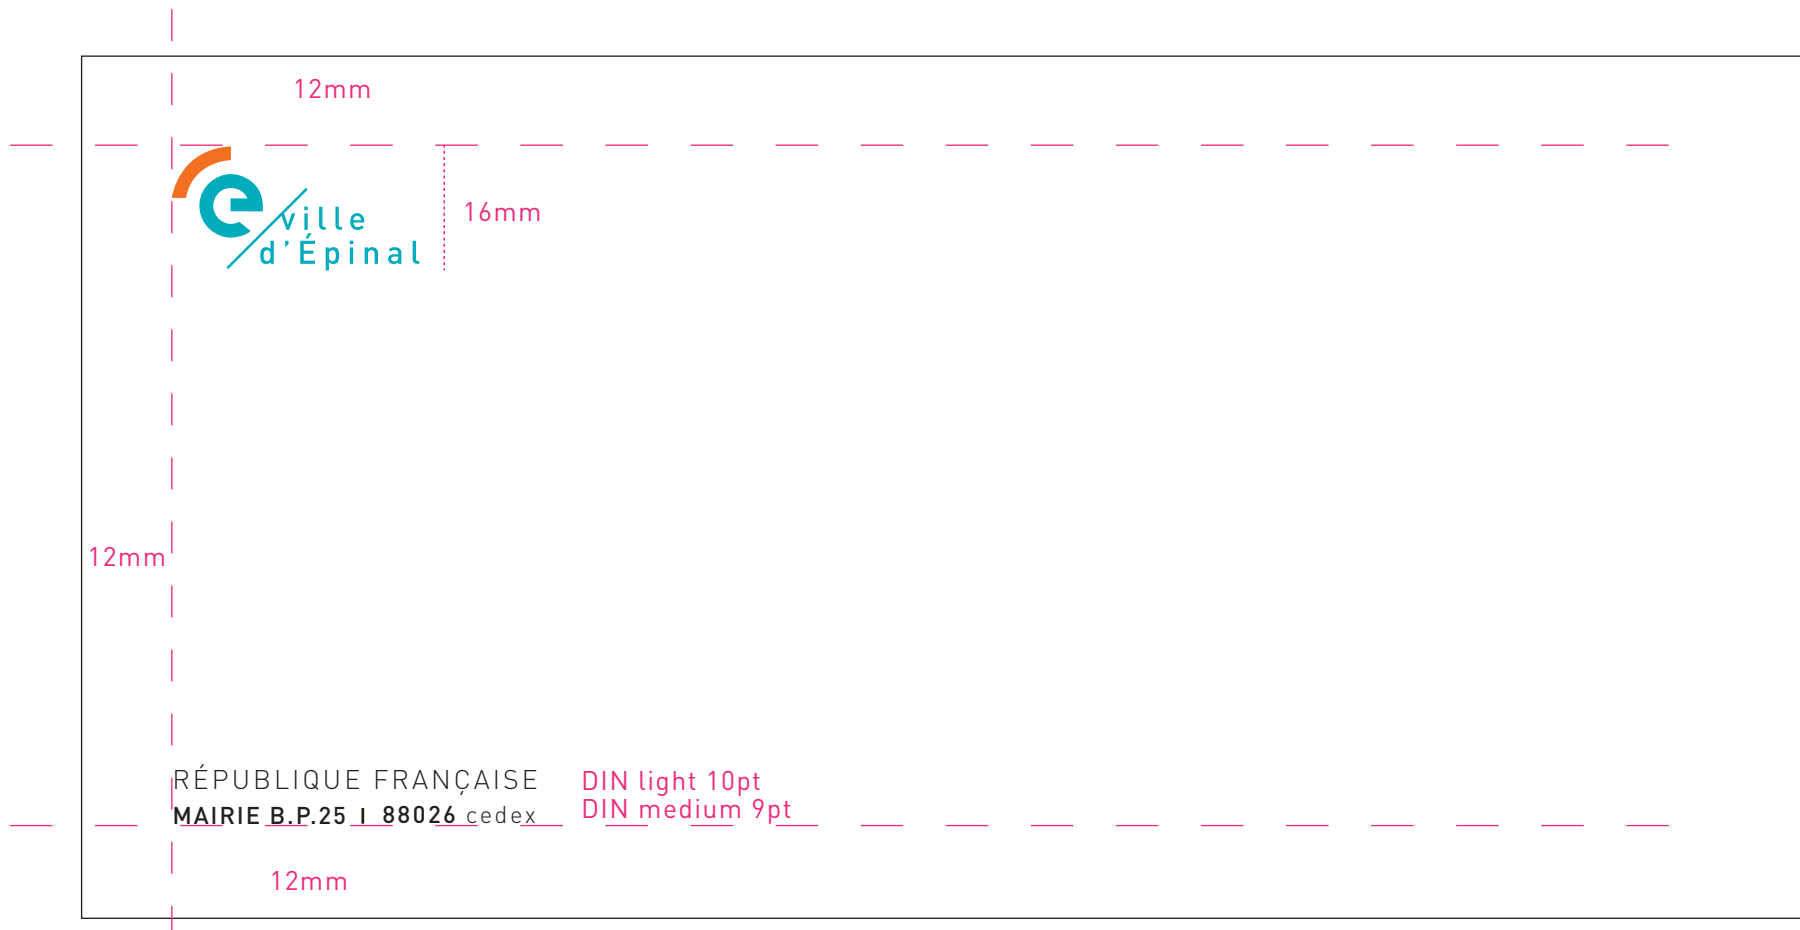 12mm
ville
d'Épinal
16mm
12mm
RÉPUBLIQUE FRANÇAISE
MAIRIE B.P.25 I 88026 cedex
DIN light 10pt
DIN medium 9pt
12mm